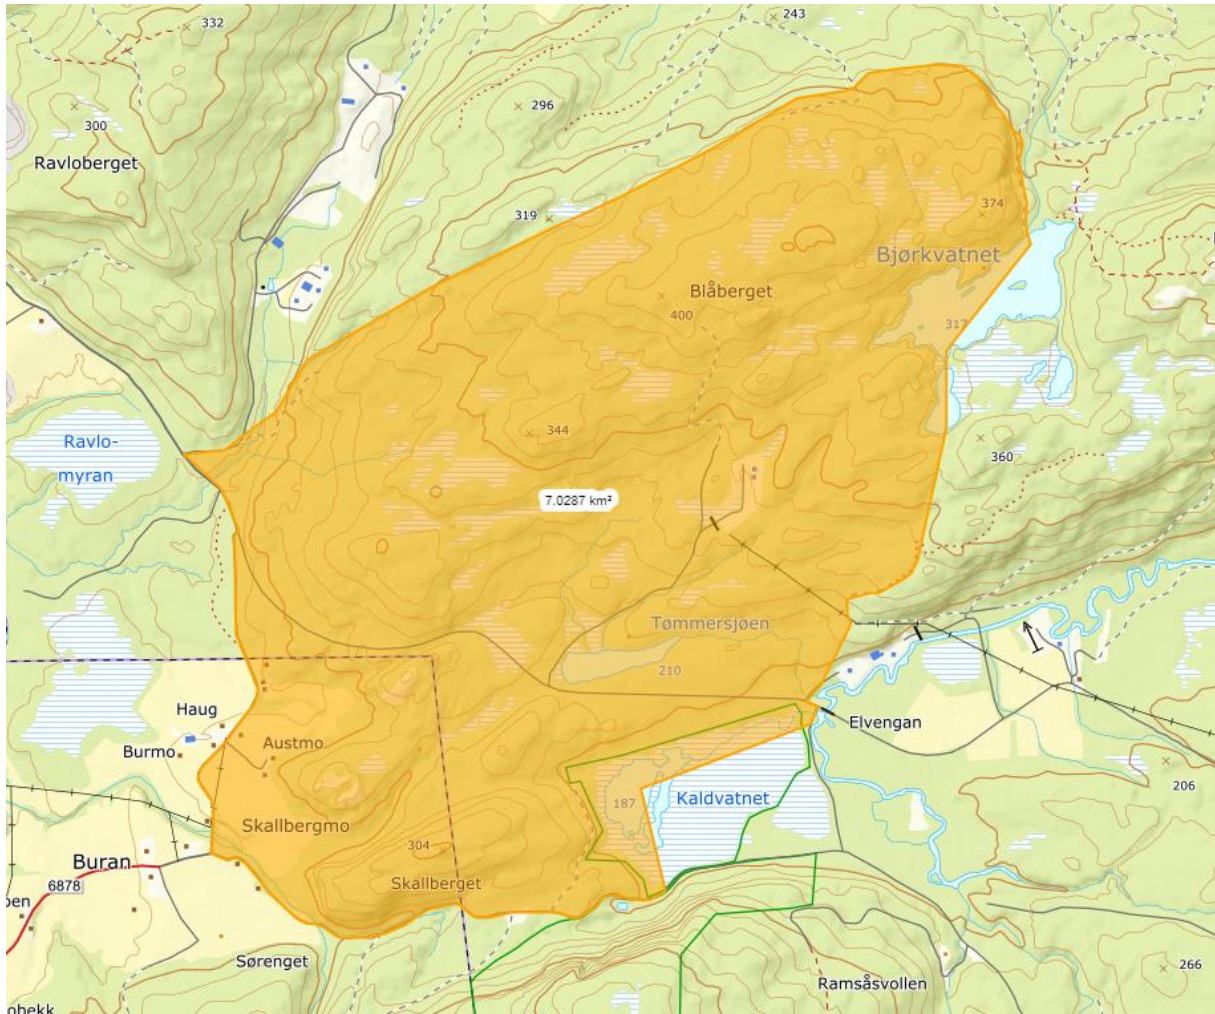 243
332
296
300
Ravloberget
374
319
Bjørkvatnet
Blåberget
400
317
Ravlo-
myran
344
360
7.0287 km²
Tømmersjøen
210
Haug
Elvengan
Burmo
Austmo
206
187
Kaldvatnet
Skallbergmo
304
Buran
Skallberget
6878
Sørenget
266
Ramsåsvollen